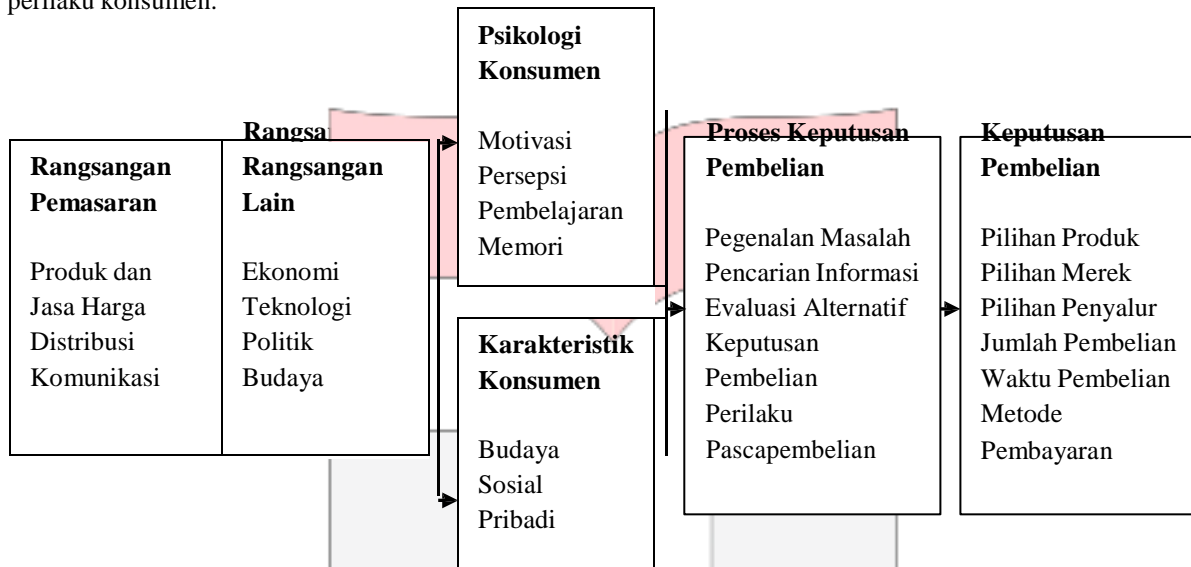 perilaku konsumen.
Rangsangan
Pemasaran
Produk dan
Jasa Harga
Distribusi
Komunikasi
Rangsangan
Lain
Ekonomi
Teknologi
Politik
Budaya
Psikologi
Konsumen
Motivasi
Persepsi
Pembelajaran
Memori
Karakteristik
Konsumen
Budaya
Sosial
Pribadi
Proses Keputusan
Pembelian
Pegenalan Masalah
Pencarian Informasi
Evaluasi Alternatif
Keputusan
Pembelian
Perilaku
Pascapembelian
Keputusan
Pembelian
Pilihan Produk
Pilihan Merek
Pilihan Penyalur
Jumlah Pembelian
Waktu Pembelian
Metode
Pembayaran